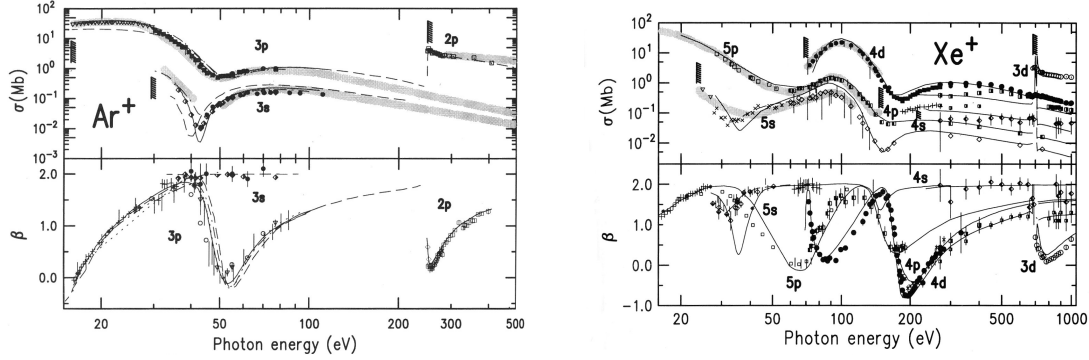 10²
10¹
10⁰
10⁻¹
10⁻²
10⁻³
σ(Mb)
Ar⁺
3p
3s
2p
2.0
1.0
0.0
β
3s
3p
2p
20
50
100
200
500
Photon energy (eV)
10²
10¹
10⁰
10⁻¹
10⁻²
σ(Mb)
Xe⁺
5p
4d
3d
5s
4p
4s
2.0
1.0
0.0
−1.0
β
5s
5p
4s
4p
4d
3d
20
50
100
200
500
1000
Photon energy (eV)